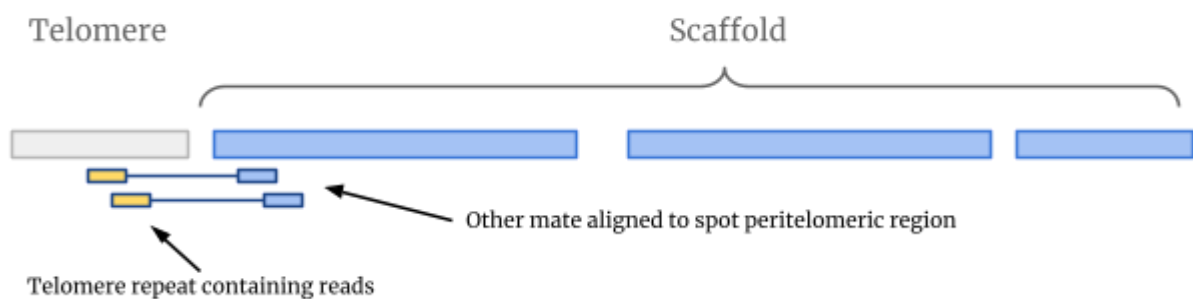 Telomere
Scaffold
Other mate aligned to spot peritelomeric region
Telomere repeat containing reads